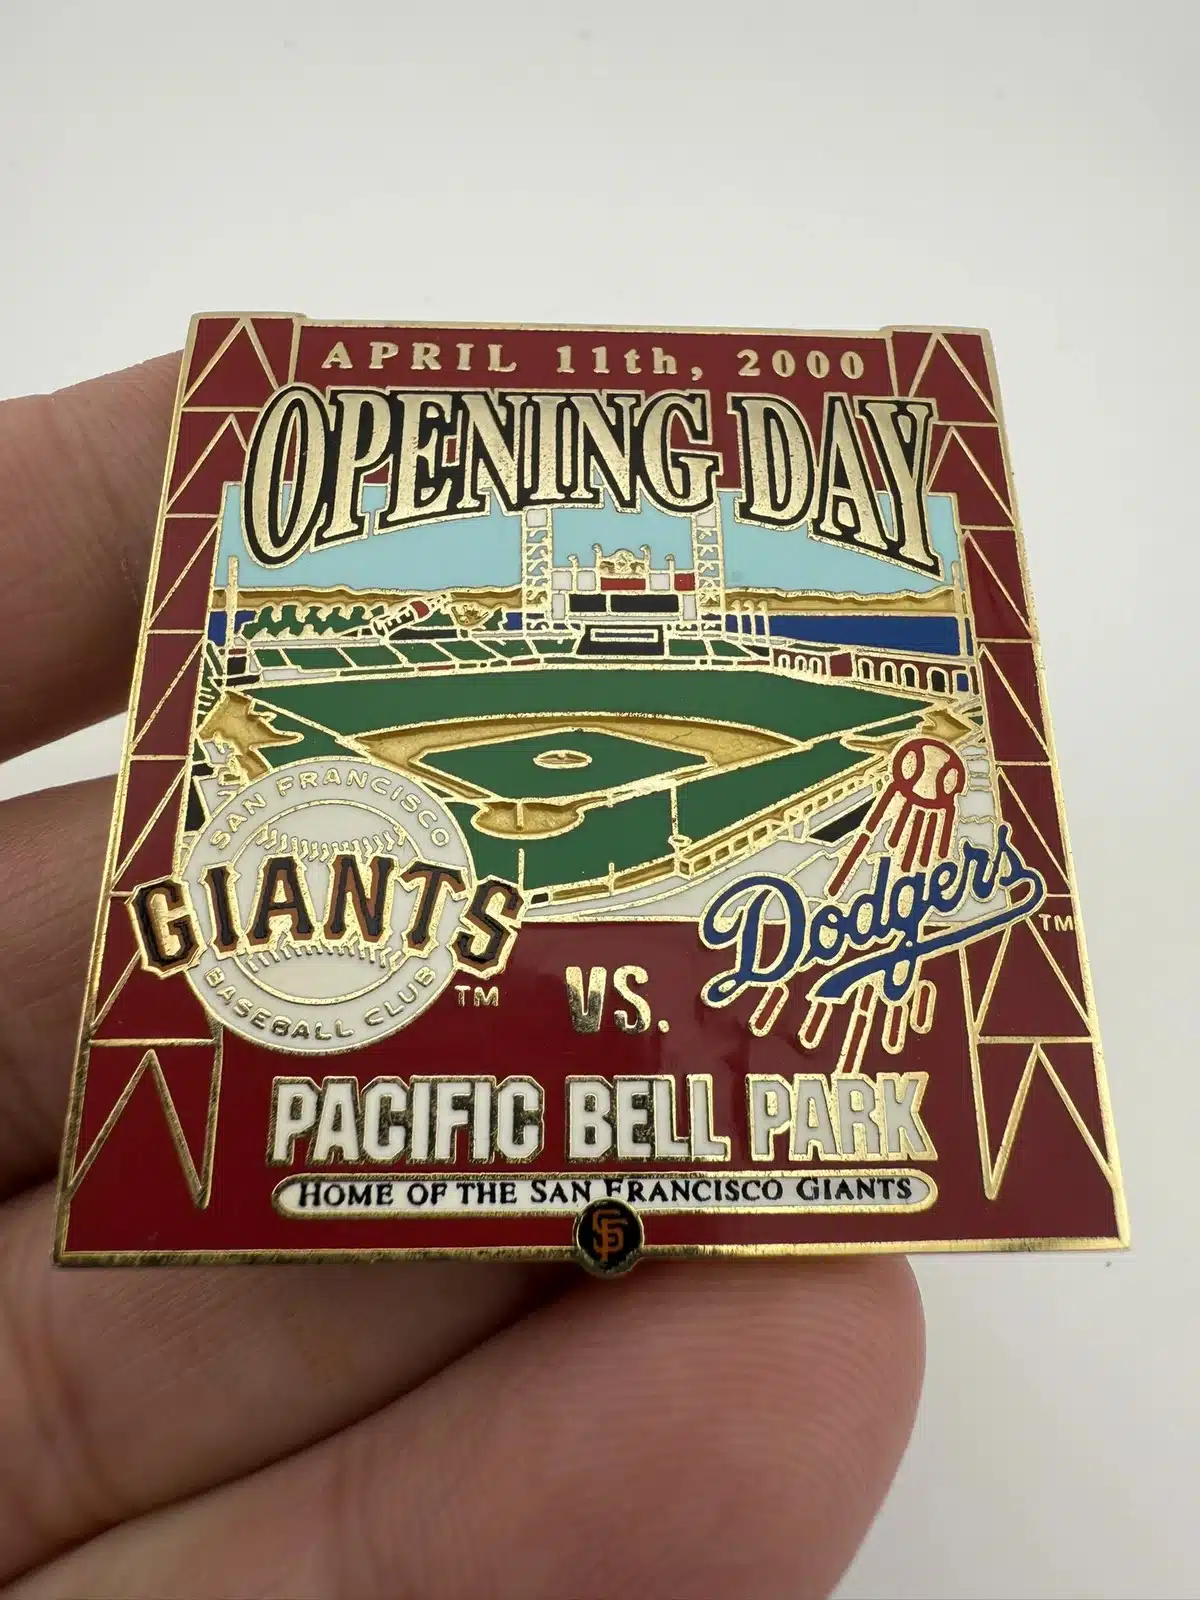 APRIL 11th, 2000
OPENING DAY
SAN FRANCISCO
GIANTS
BASEBALL CLUB
TM
VS.
Dodgers
TM
PACIFIC BELL PARK
HOME OF THE SAN FRANCISCO GIANTS
SF